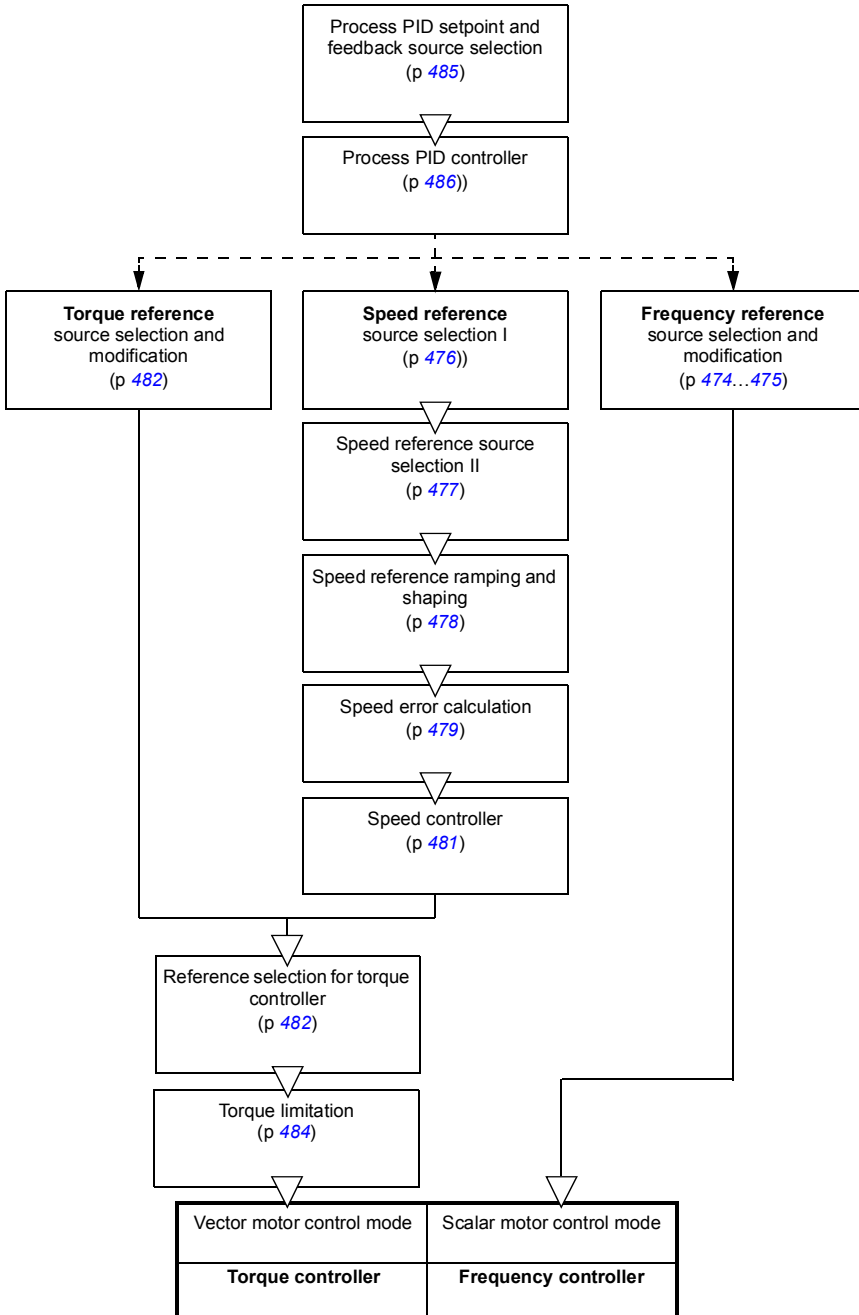 Process PID setpoint and
feedback source selection
(p 485)
Process PID controller
(p 486))
Torque reference
source selection and
modification
(p 482)
Speed reference
source selection I
(p 476))
Frequency reference
source selection and
modification
(p 474…475)
Speed reference source
selection II
(p 477)
Speed reference ramping and
shaping
(p 478)
Speed error calculation
(p 479)
Speed controller
(p 481)
Reference selection for torque
controller
(p 482)
Torque limitation
(p 484)
Vector motor control mode
Scalar motor control mode
Torque controller
Frequency controller